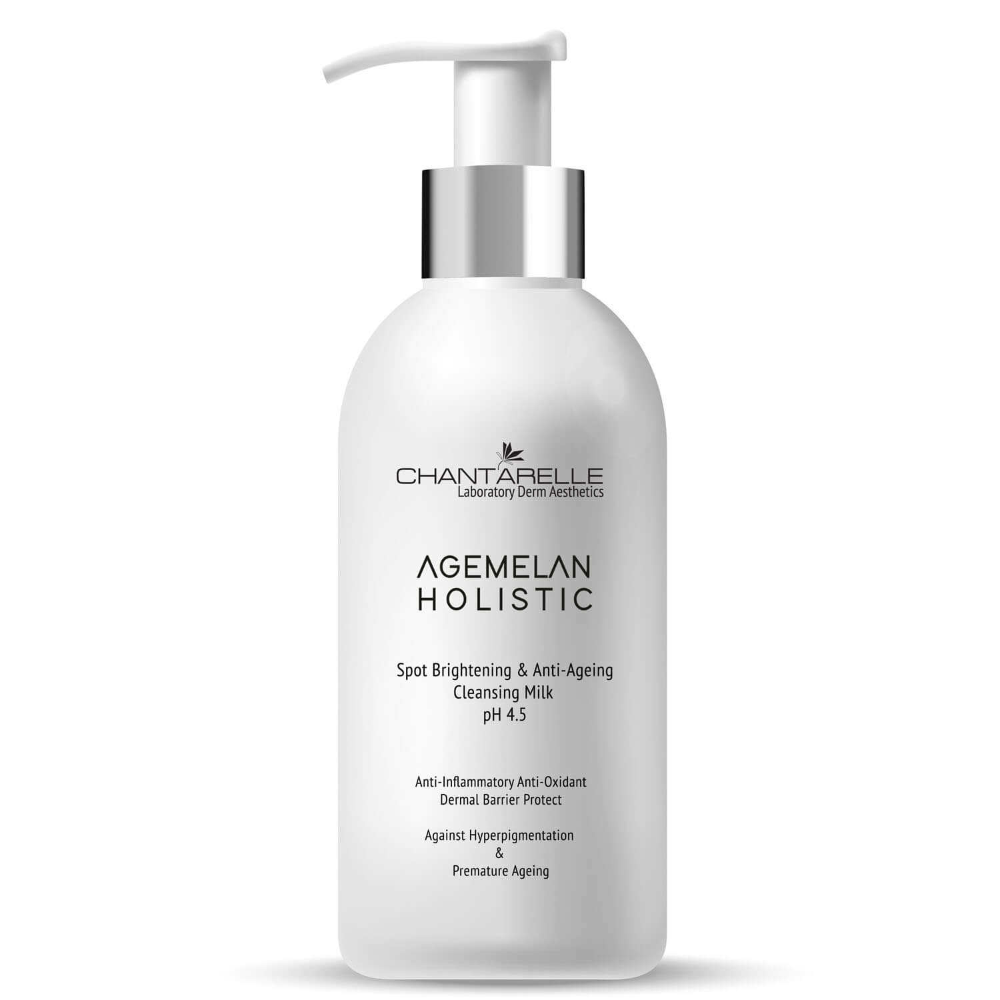 CHANTARELLE
Laboratory Derm Aesthetics
AGEMELAN
HOLISTIC
Spot Brightening & Anti-Ageing
Cleansing Milk
pH 4.5
Anti-Inflammatory Anti-Oxidant
Dermal Barrier Protect
Against Hyperpigmentation
&
Premature Ageing